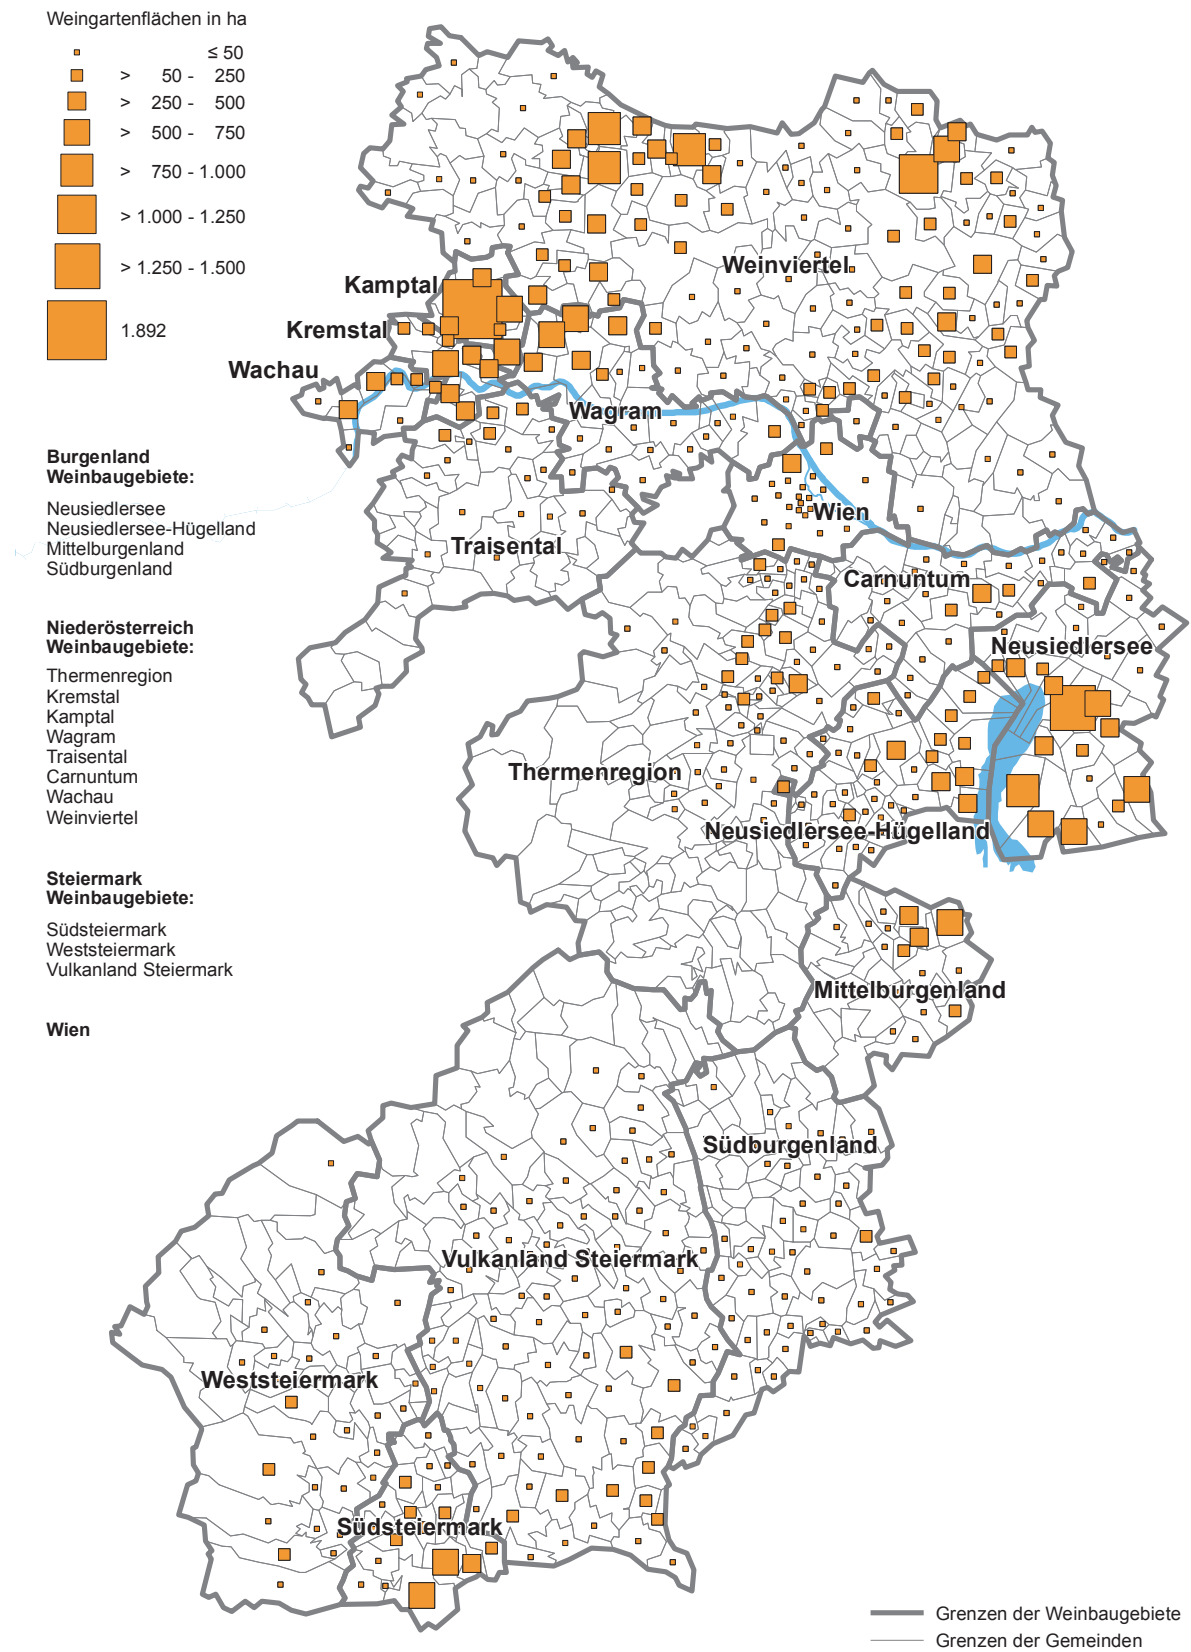 Weingartenflächen in ha
≤ 50
> 50 - 250
> 250 - 500
> 500 - 750
> 750 - 1.000
> 1.000 - 1.250
> 1.250 - 1.500
1.892
Weinviertel
Kamptal
Kremstal
Wachau
Wagram
Burgenland
Weinbaugebiete:
Neusiedlersee
Neusiedlersee-Hügelland
Mittelburgenland
Südburgenland
Wien
Traisental
Carnuntum
Niederösterreich
Weinbaugebiete:
Thermenregion
Kremstal
Kamptal
Wagram
Traisental
Carnuntum
Wachau
Weinviertel
Neusiedlersee
Thermenregion
Neusiedlersee-Hügelland
Steiermark
Weinbaugebiete:
Südsteiermark
Weststeiermark
Vulkanland Steiermark
Wien
Mittelburgenland
Südburgenland
Vulkanland Steiermark
Weststeiermark
Südsteiermark
Grenzen der Weinbaugebiete
Grenzen der Gemeinden